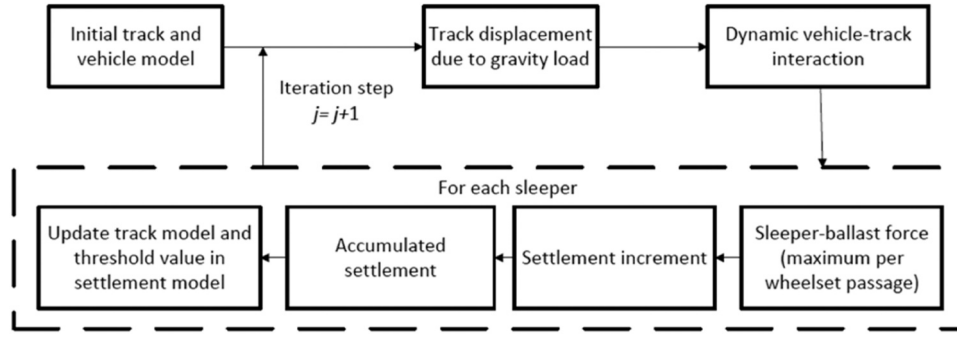 Initial track and
vehicle model
Track displacement
due to gravity load
Dynamic vehicle-track
interaction
Iteration step
j= j+1
For each sleeper
Update track model and
threshold value in
settlement model
Accumulated
settlement
Settlement increment
Sleeper-ballast force
(maximum per
wheelset passage)